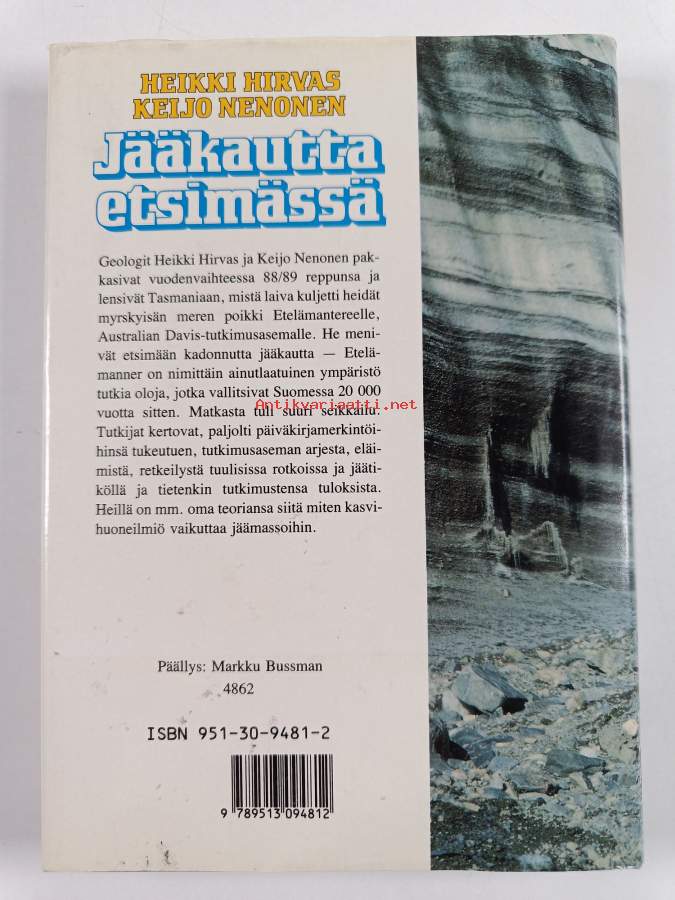 HEIKKI HIRVAS
KEIJO NENONEN
Jääkautta
etsimässä
Geologit Heikki Hirvas ja Keijo Nenonen pak-
kasivat vuodenvaihteessa 88/89 reppunsa ja
lensivät Tasmaniaan, mistä laiva kuljetti heidät
myrskyisän meren poikki Etelämantereelle,
Australian Davis-tutkimusasemalle. He meni-
vät etsimään kadonnutta jääkautta — Etelä-
manner on nimittäin ainutlaatuinen ympäristö
tutkia oloja, jotka vallitsivat Suomessa 20 000
vuotta sitten. Matkasta tuli suuri seikkailu.
Antikvariaatti.net
Tutkijat kertovat, paljolti päiväkirjamerkintöi-
hinsä tukeutuen, tutkimusaseman arjesta, eläi-
mistä, retkeilystä tuulisissa rotkoissa ja jääti-
köllä ja tietenkin tutkimustensa tuloksista.
Heillä on mm. oma teoriansa siitä miten kasvi-
huoneilmiö vaikuttaa jäämassoihin.
Päällys: Markku Bussman
4862
ISBN 951-30-9481-2
9 789513 094812